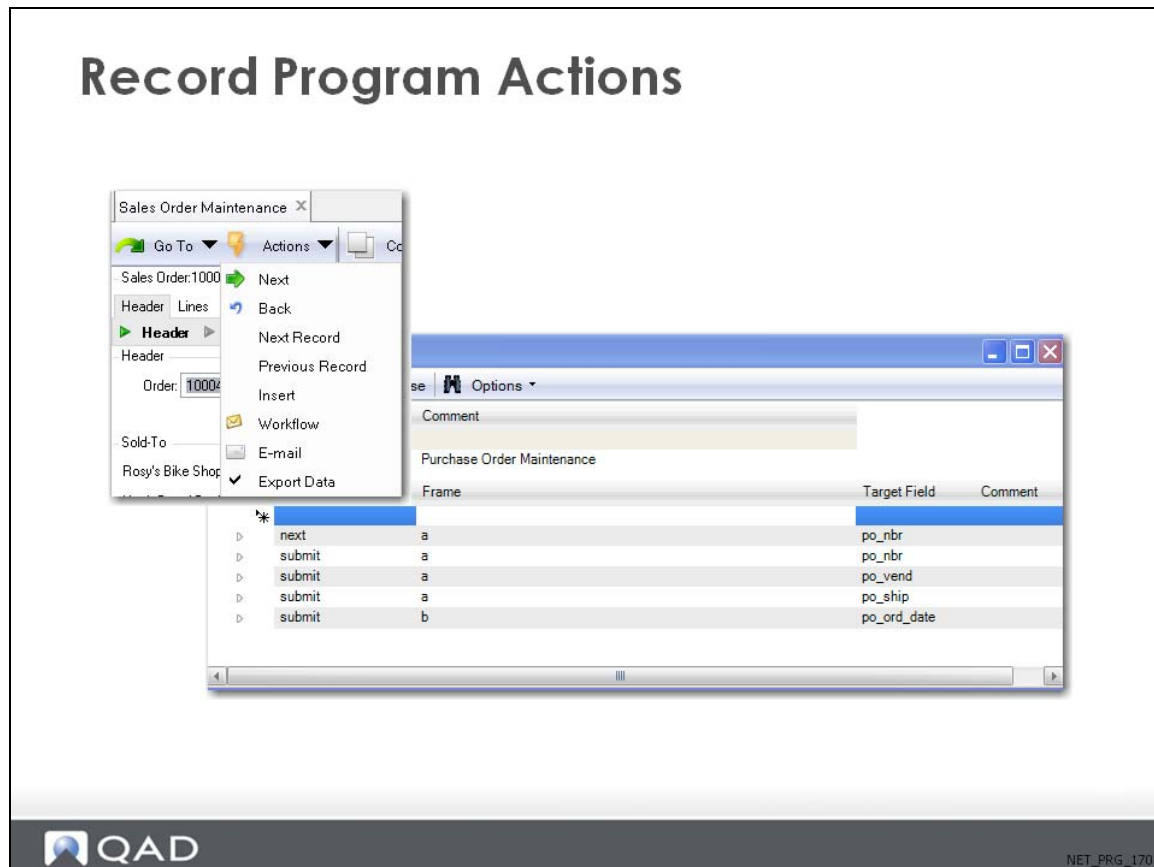 Record Program Actions
Sales Order Maintenance X
Go To Actions
Sales Order:1000
Next
Header Lines
Back
Header
Next Record
Header
Previous Record
Order: 10004
Insert
Workflow
Sold-To
E-mail
Rosy's Bike Shop
Export Data
se Options
Comment
Purchase Order Maintenance
Frame Target Field Comment
next a po_nbr
submit a po_nbr
submit a po_vend
submit a po_ship
submit b po_ord_date
QAD
NET_PRG_170